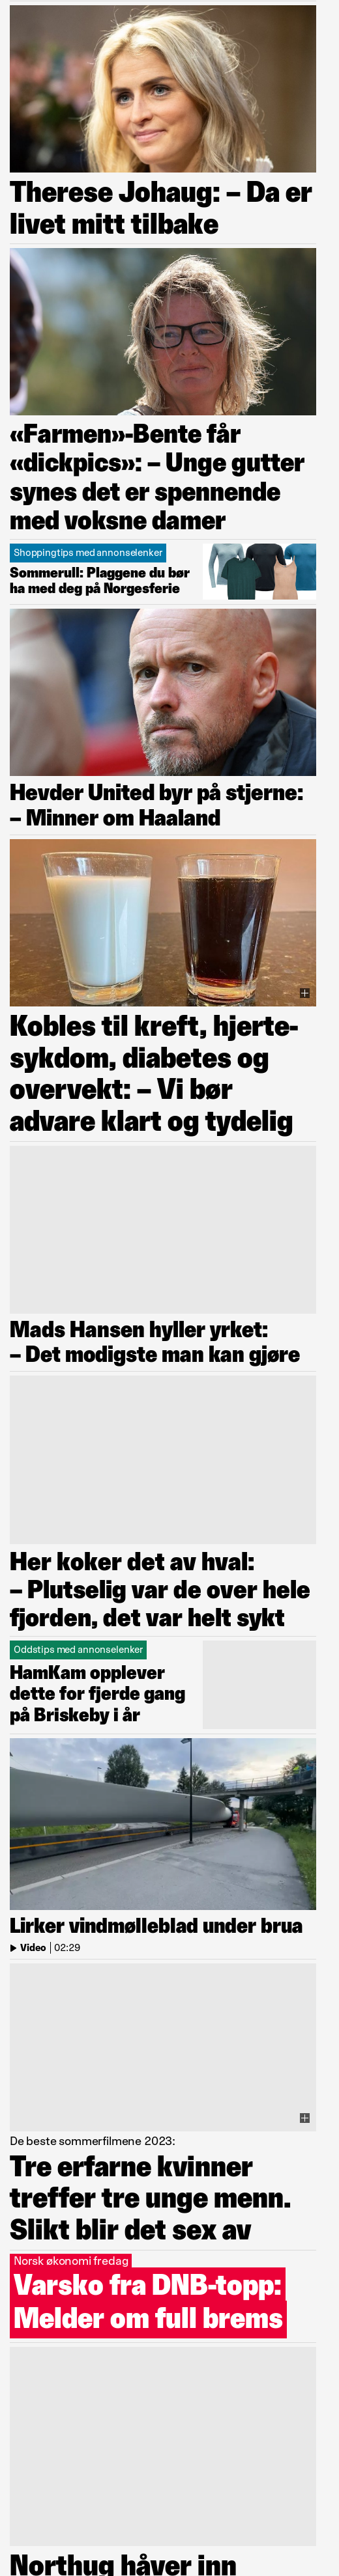 Therese Johaug: – Da er
livet mitt tilbake
«Farmen»-Bente får
«dickpics»: – Unge gutter
synes det er spennende
med voksne damer
Shoppingtips med annonselenker
Sommerull: Plaggene du bør
ha med deg på Norgesferie
Hevder United byr på stjerne:
– Minner om Haaland
Kobles til kreft, hjerte-
sykdom, diabetes og
overvekt: – Vi bør
advare klart og tydelig
Mads Hansen hyller yrket:
– Det modigste man kan gjøre
Her koker det av hval:
– Plutselig var de over hele
fjorden, det var helt sykt
Oddstips med annonselenker
HamKam opplever
dette for fjerde gang
på Briskeby i år
Lirker vindmølleblad under brua
Video | 02:29
De beste sommerfilmene 2023:
Tre erfarne kvinner
treffer tre unge menn.
Slikt blir det sex av
Norsk økonomi fredag
Varsko fra DNB-topp:
Melder om full brems
Northug håver inn